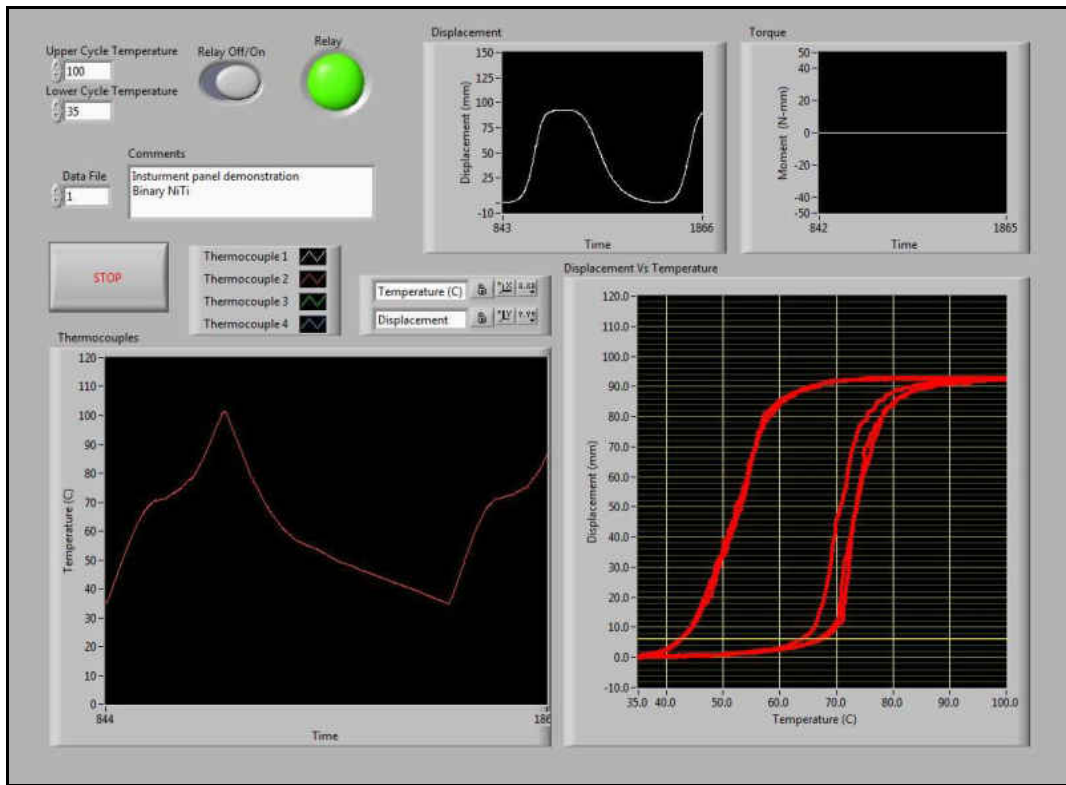 Upper Cycle Temperature
100
Lower Cycle Temperature
35
Relay Off/On
Relay
Data File
1
Comments
Insturment panel demonstration
Binary NiTi
STOP
Thermocouple 1
Thermocouple 2
Thermocouple 3
Thermocouple 4
Temperature (C)
Displacement
Displacement
Displacement (mm)
150
125
100
75
50
25
-10
843
1866
Time
Torque
Moment (N-mm)
50
40
20
0
-20
-40
-50
842
1865
Time
Thermocouples
Temperature (C)
120
110
100
90
80
70
60
50
40
30
20
10
0
844
186
Time
Displacement Vs Temperature
Displacement (mm)
120.0
110.0
100.0
90.0
80.0
70.0
60.0
50.0
40.0
30.0
20.0
10.0
0.0
-10.0
35.0 40.0 50.0 60.0 70.0 80.0 90.0 100.0
Temperature (C)